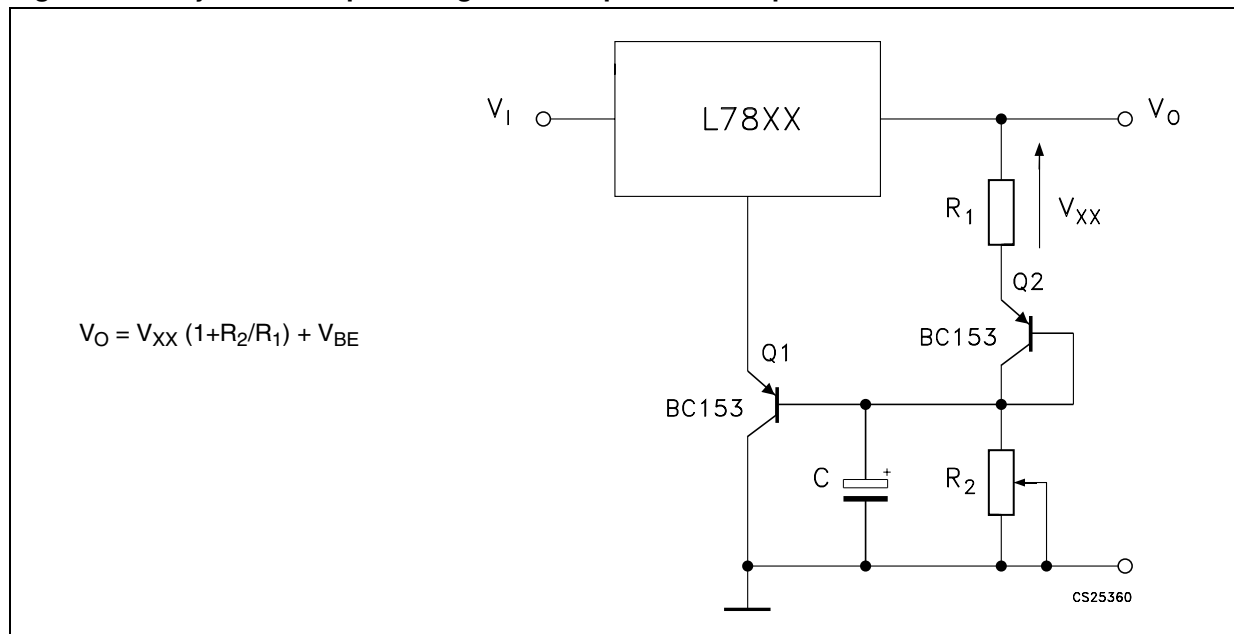 V_I
L78XX
V_O
R_1
V_XX
Q2
V_O = V_XX (1+R_2/R_1) + V_BE
BC153
Q1
BC153
C
+
R_2
CS25360